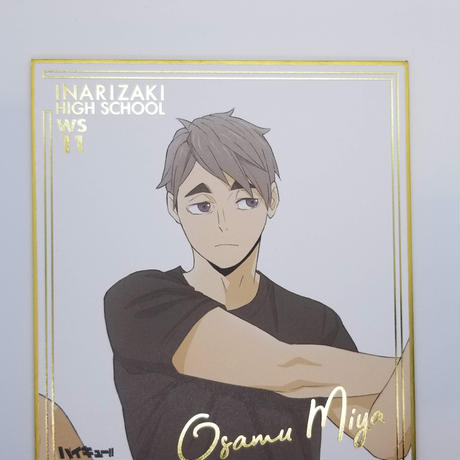 INARIZAKI
HIGH SCHOOL
WS
11
Osamu Miya
ハイキュー!!